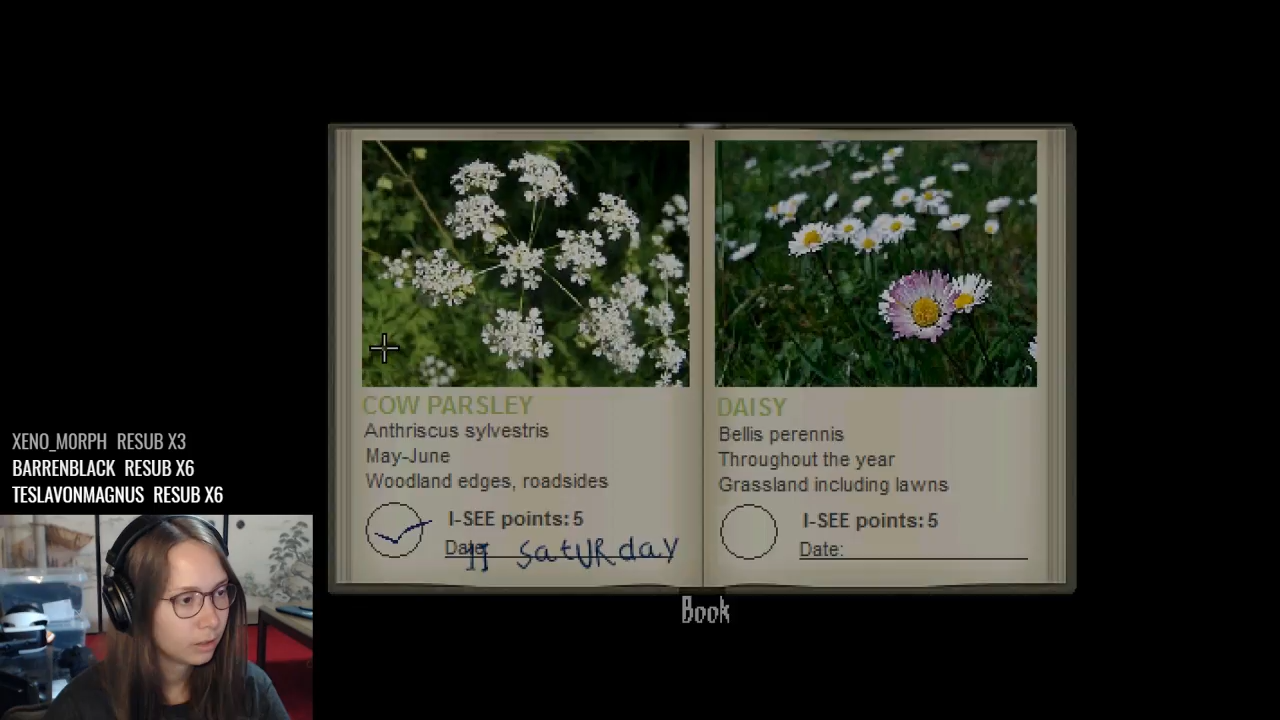 COW PARSLEY
Anthriscus sylvestris
May-June
Woodland edges, roadsides
I-SEE points: 5
Date: 11 SatURday
DAISY
Bellis perennis
Throughout the year
Grassland including lawns
I-SEE points: 5
Date:
Book
XENO_MORPH RESUB X3
BARRENBLACK RESUB X6
TESLAVONMAGNUS RESUB X6